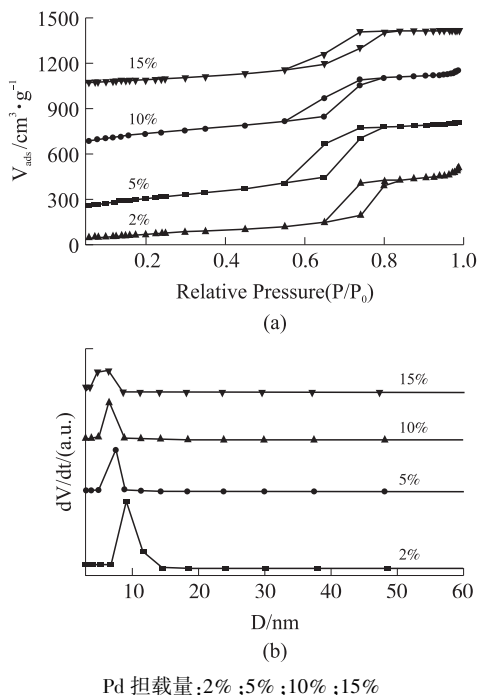 1500
1200
900
600
300
0
V_ads/cm³•g⁻¹
15%
10%
5%
2%
0.2 0.4 0.6 0.8 1.0
Relative Pressure(P/P₀)
(a)
dV/dt/(a.u.)
15%
10%
5%
2%
10 20 30 40 50 60
D/nm
(b)
Pd 担载量:2% ;5% ;10% ;15%